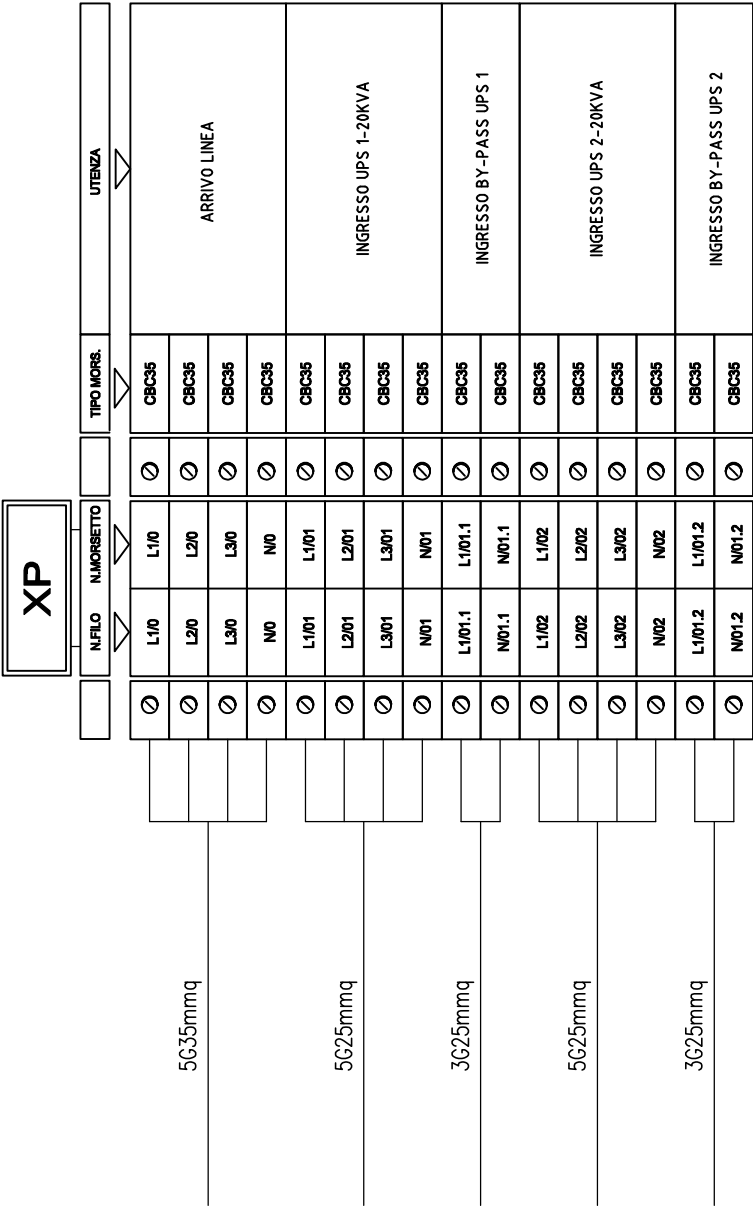 XP
UTENZA
TIPO MORS.
N.MORSETTO
N.FILO
ARRIVO LINEA
CBC35
L1/0
L1/0
CBC35
L2/0
L2/0
CBC35
L3/0
L3/0
CBC35
N/0
N/0
5G35mmq
INGRESSO UPS 1-20KVA
CBC35
L1/01
L1/01
CBC35
L2/01
L2/01
CBC35
L3/01
L3/01
CBC35
N/01
N/01
5G25mmq
INGRESSO BY-PASS UPS 1
CBC35
L1/01.1
L1/01.1
CBC35
N/01.1
N/01.1
3G25mmq
INGRESSO UPS 2-20KVA
CBC35
L1/02
L1/02
CBC35
L2/02
L2/02
CBC35
L3/02
L3/02
CBC35
N/02
N/02
5G25mmq
INGRESSO BY-PASS UPS 2
CBC35
L1/01.2
L1/01.2
CBC35
N/01.2
N/01.2
3G25mmq